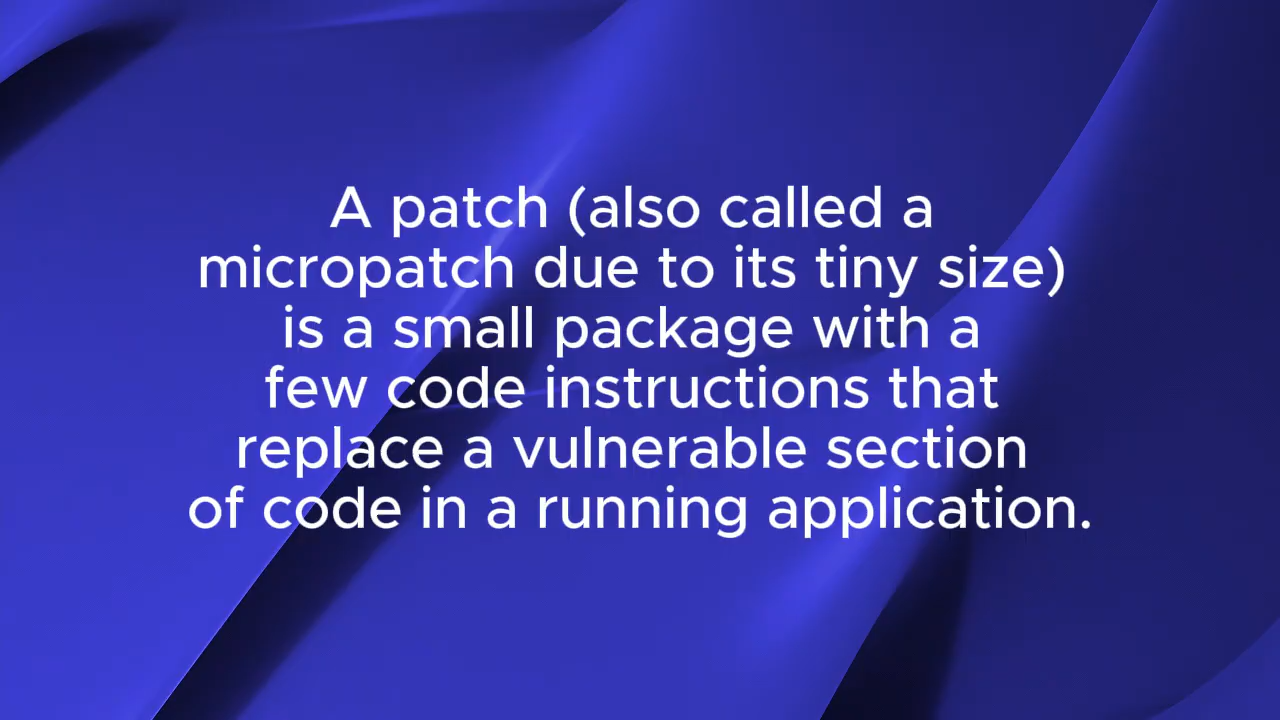 A patch (also called a
micropatch due to its tiny size)
is a small package with a
few code instructions that
replace a vulnerable section
of code in a running application.